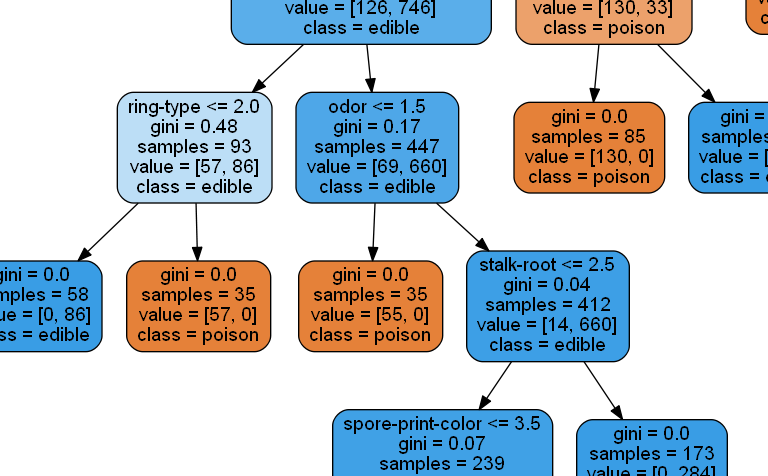 value = [126, 746]
class = edible
value = [130, 33]
class = poison
ring-type <= 2.0
gini = 0.48
samples = 93
value = [57, 86]
class = edible
odor <= 1.5
gini = 0.17
samples = 447
value = [69, 660]
class = edible
gini = 0.0
samples = 85
value = [130, 0]
class = poison
gini =
samples
value = [
class =
gini = 0.0
= 58
= [0, 86]
= edible
gini = 0.0
samples = 35
value = [57, 0]
class = poison
gini = 0.0
samples = 35
value = [55, 0]
class = poison
stalk-root <= 2.5
gini = 0.04
samples = 412
value = [14, 660]
class = edible
spore-print-color <= 3.5
gini = 0.07
samples = 239
gini = 0.0
samples = 173
value = [0, 284]